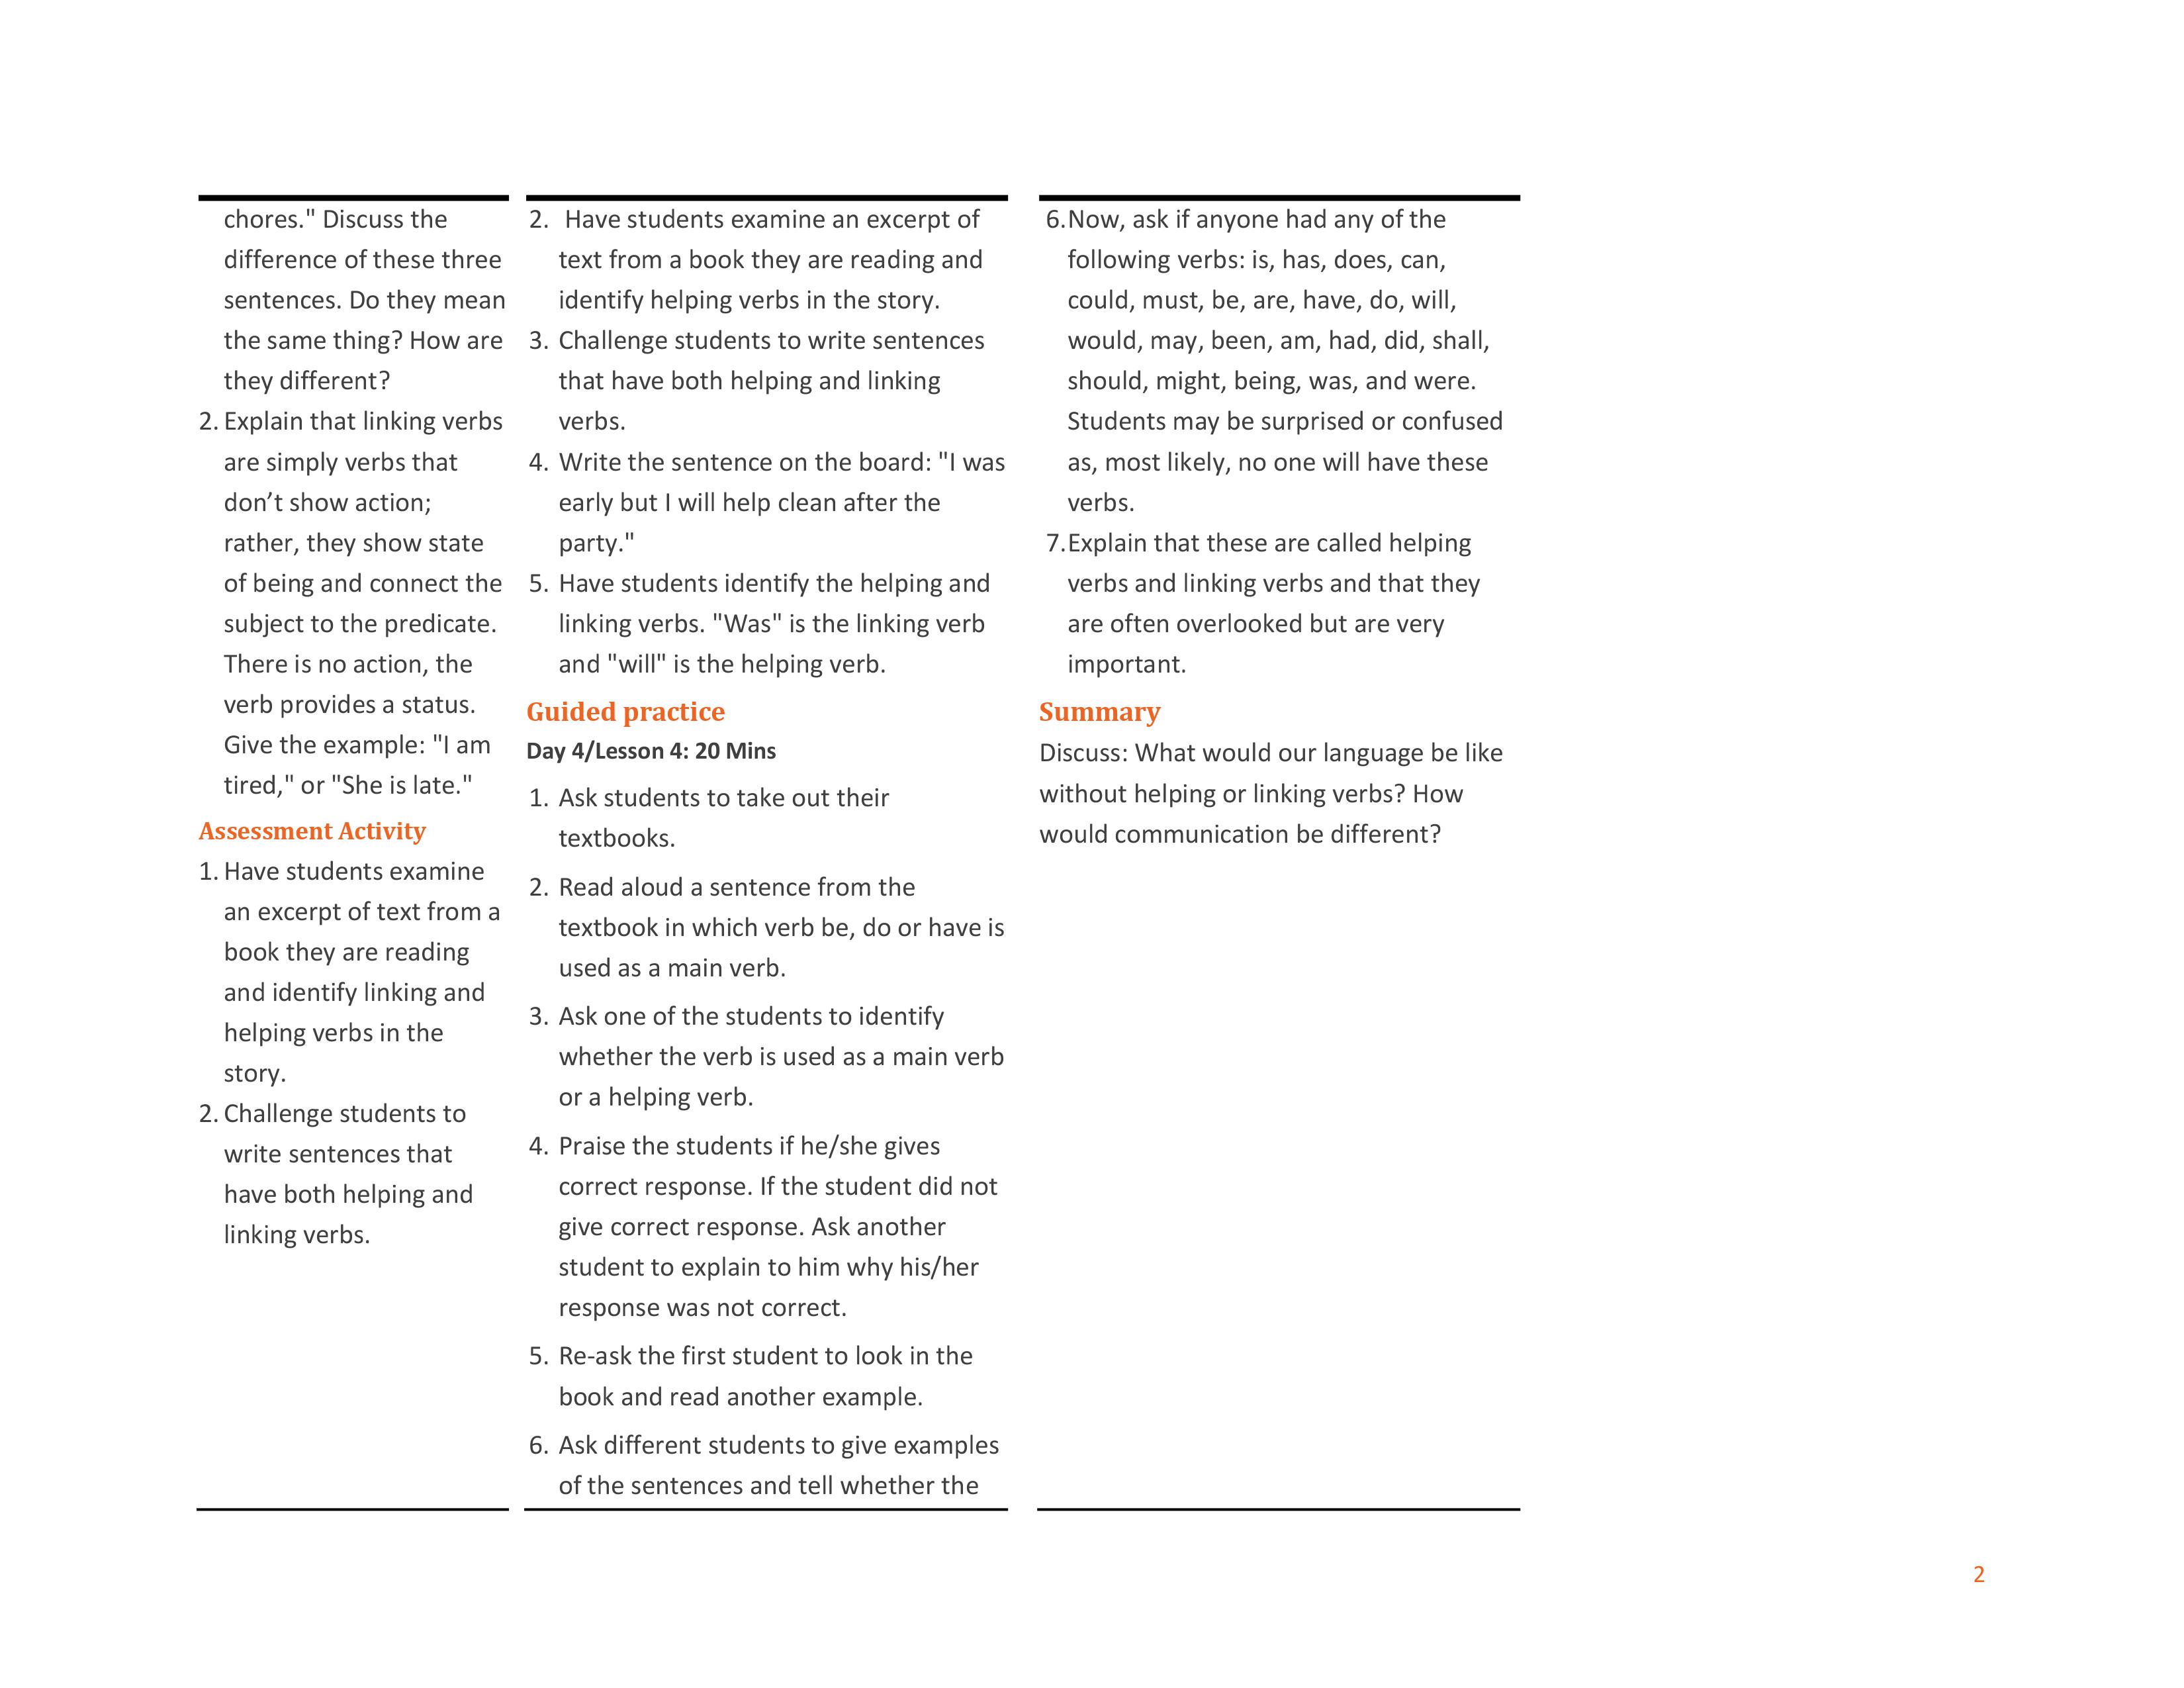 chores." Discuss the
difference of these three
sentences. Do they mean
the same thing? How are
they different?
2. Explain that linking verbs
are simply verbs that
don’t show action;
rather, they show state
of being and connect the
subject to the predicate.
There is no action, the
verb provides a status.
Give the example: "I am
tired," or "She is late."
Assessment Activity
1. Have students examine
an excerpt of text from a
book they are reading
and identify linking and
helping verbs in the
story.
2. Challenge students to
write sentences that
have both helping and
linking verbs.
2. Have students examine an excerpt of
text from a book they are reading and
identify helping verbs in the story.
3. Challenge students to write sentences
that have both helping and linking
verbs.
4. Write the sentence on the board: "I was
early but I will help clean after the
party."
5. Have students identify the helping and
linking verbs. "Was" is the linking verb
and "will" is the helping verb.
Guided practice
Day 4/Lesson 4: 20 Mins
1. Ask students to take out their
textbooks.
2. Read aloud a sentence from the
textbook in which verb be, do or have is
used as a main verb.
3. Ask one of the students to identify
whether the verb is used as a main verb
or a helping verb.
4. Praise the students if he/she gives
correct response. If the student did not
give correct response. Ask another
student to explain to him why his/her
response was not correct.
5. Re-ask the first student to look in the
book and read another example.
6. Ask different students to give examples
of the sentences and tell whether the
6.Now, ask if anyone had any of the
following verbs: is, has, does, can,
could, must, be, are, have, do, will,
would, may, been, am, had, did, shall,
should, might, being, was, and were.
Students may be surprised or confused
as, most likely, no one will have these
verbs.
7.Explain that these are called helping
verbs and linking verbs and that they
are often overlooked but are very
important.
Summary
Discuss: What would our language be like
without helping or linking verbs? How
would communication be different?
2